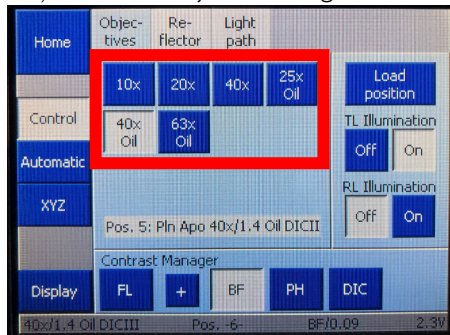 Home
Objec-
tives
Re-
flector
Light
path
10x
20x
40x
25x
Oil
Load
position
Control
40x
Oil
63x
Oil
TL Illumination
Off
On
Automatic
RL Illumination
XYZ
Off
On
Pos. 5: Pln Apo 40x/1.4 Oil DICII
Contrast Manager
Display
FL
+
BF
PH
DIC
40x/1.4 Oil DICIII Pos. -6- BF/0.09 2.3V